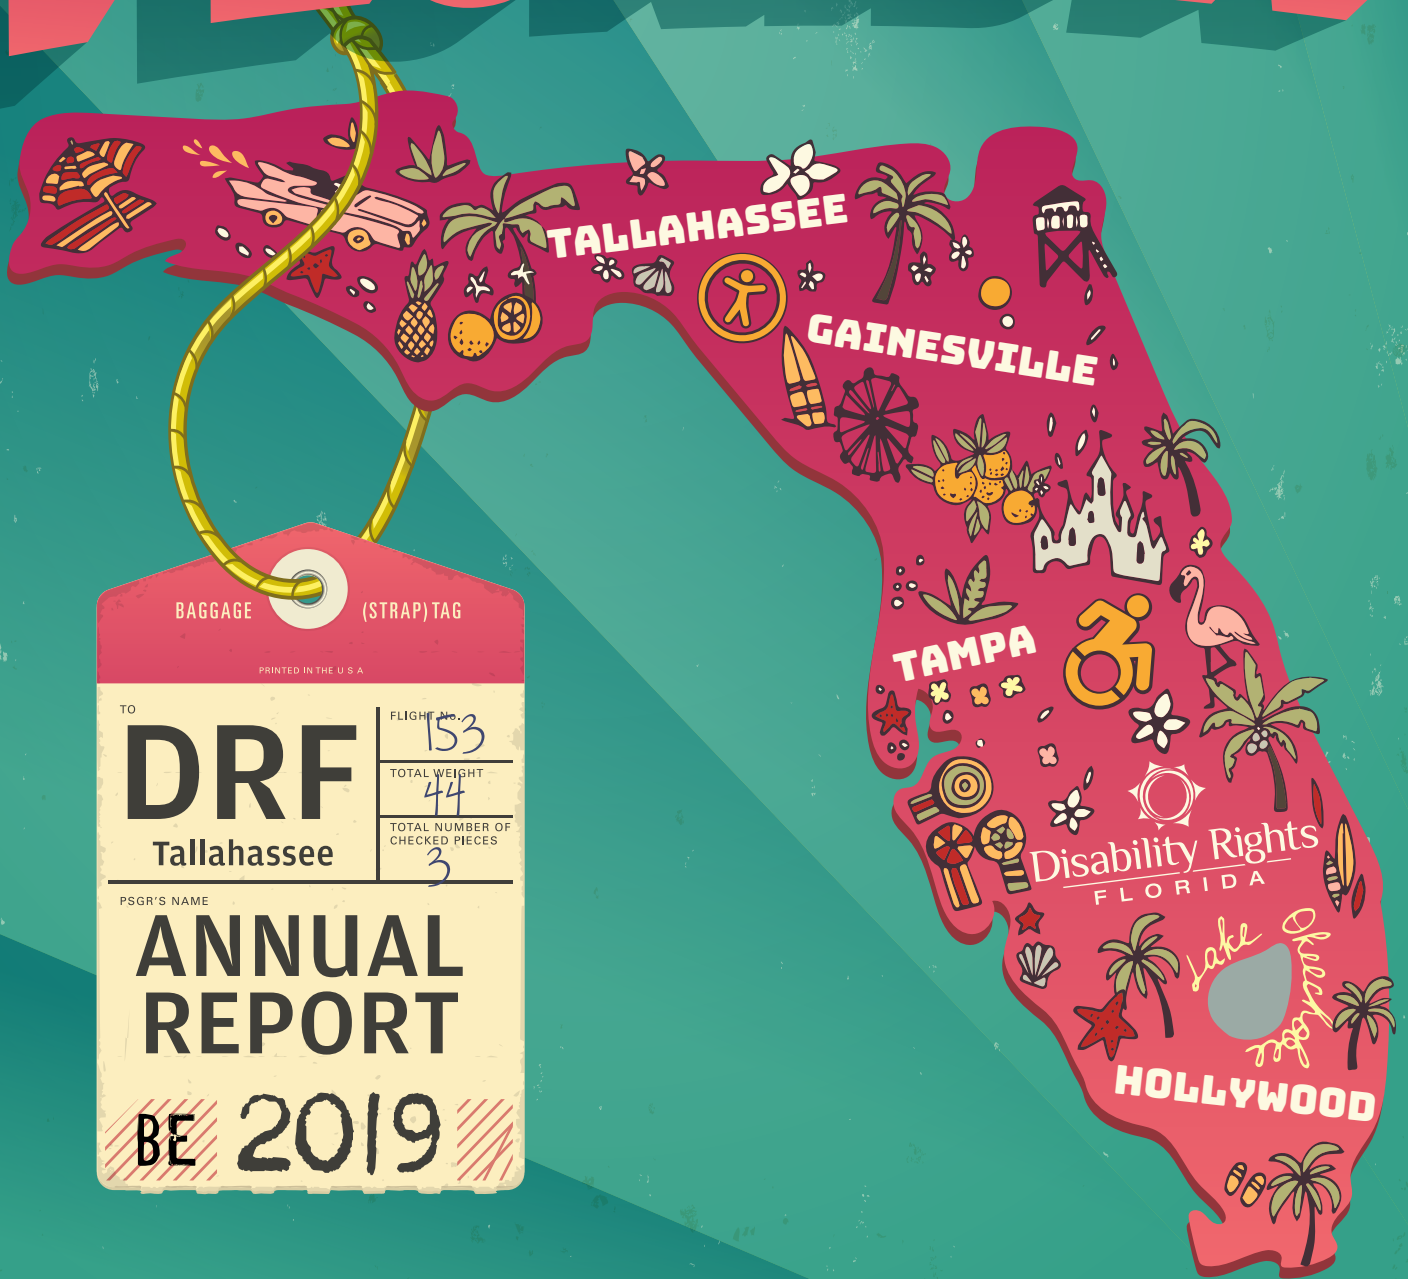 TALLAHASSEE
GAINESVILLE
TAMPA
Disability Rights
FLORIDA
Lake
Okeechobee
HOLLYWOOD
BAGGAGE (STRAP) TAG
PRINTED IN THE U S A
TO
DRF
Tallahassee
FLIGHT No.
153
TOTAL WEIGHT
44
TOTAL NUMBER OF
CHECKED PIECES
3
PSGR'S NAME
ANNUAL
REPORT
BE 2019